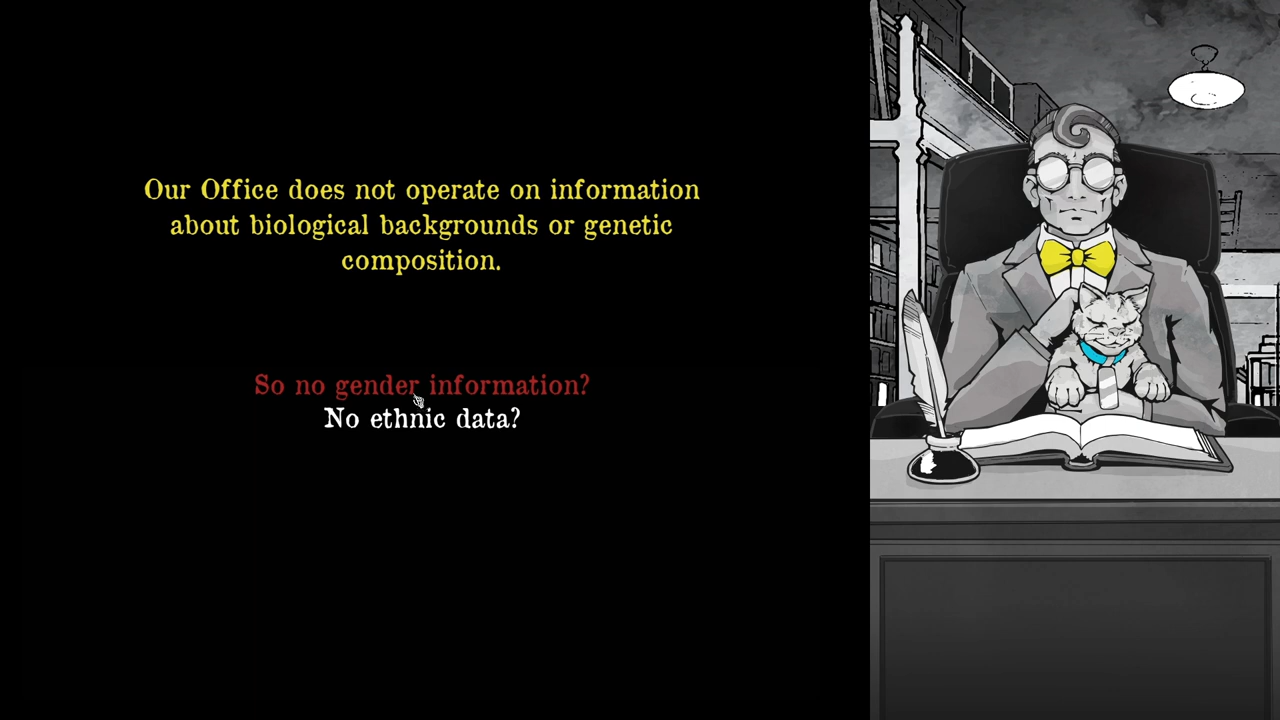 Our Office does not operate on information
about biological backgrounds or genetic
composition.
So no gender information?
No ethnic data?